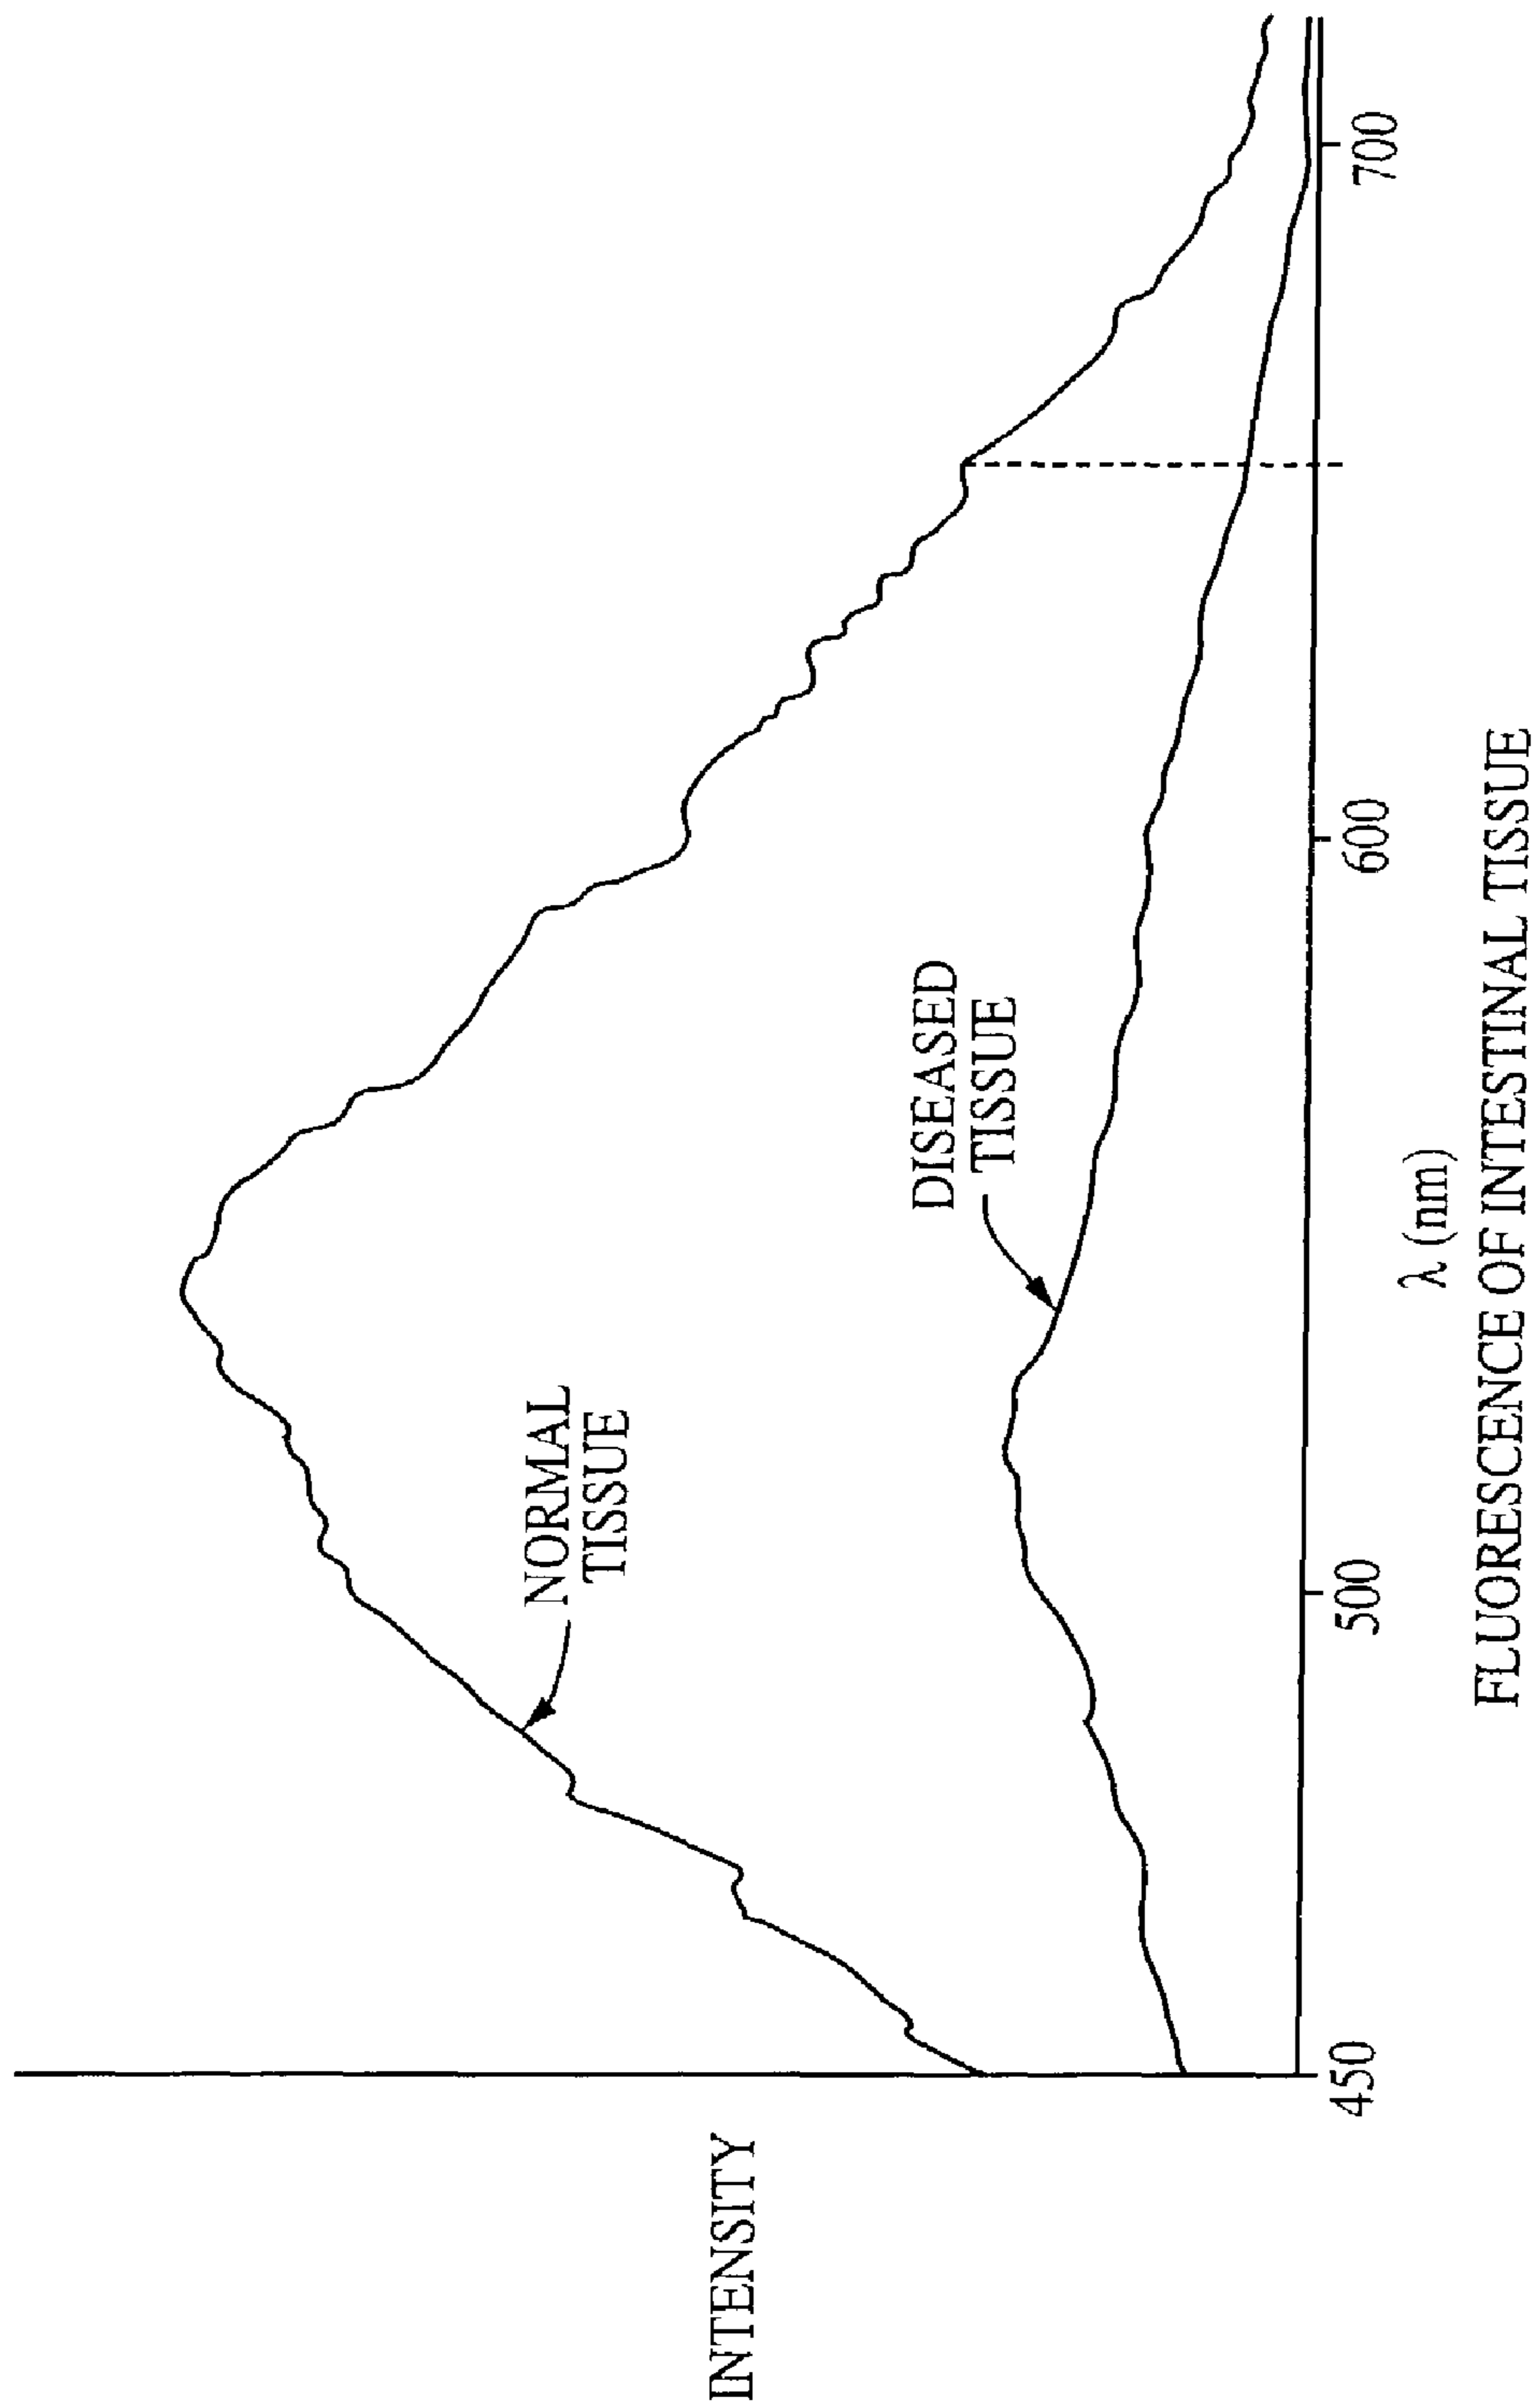 INTENSITY
NORMAL
TISSUE
DISEASED
TISSUE
450
500
600
700
λ (nm)
FLUORESCENCE OF INTESTINAL TISSUE